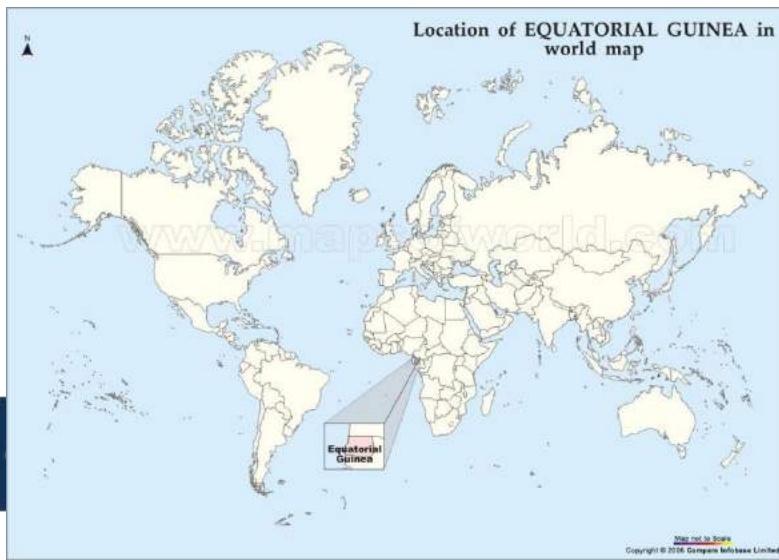 Location of EQUATORIAL GUINEA in
world map
N
www.mapsofworld.com
Equatorial
Guinea
Map not to Scale
Copyright © 2006 Compare Infobase Limited